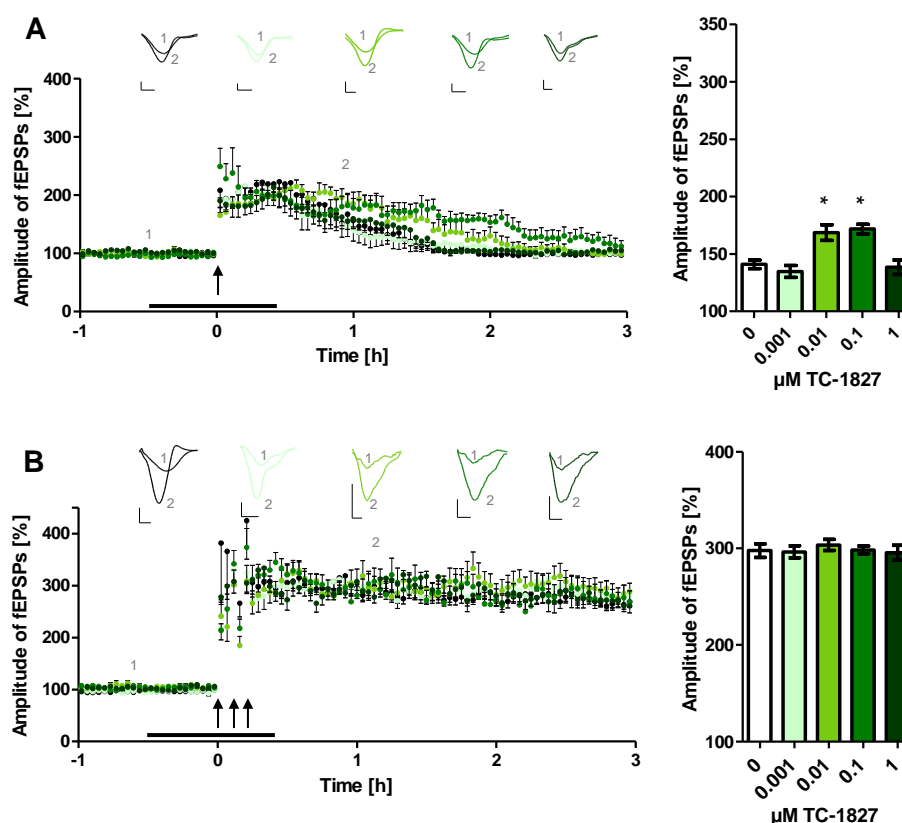 A
1 1 1 1 1
2 2 2 2 2
Amplitude of fEPSPs [%]
400
300
200
100
0
1
2
-1 0 1 2 3
Time [h]
Amplitude of fEPSPs [%]
350
300
250
200
150
100
* *
0 0.001 0.01 0.1 1
µM TC-1827
B
1 1 1 1 1
2 2 2 2 2
Amplitude of fEPSPs [%]
400
300
200
100
0
1
2
-1 0 1 2 3
Time [h]
Amplitude of fEPSPs [%]
400
300
200
100
0 0.001 0.01 0.1 1
µM TC-1827